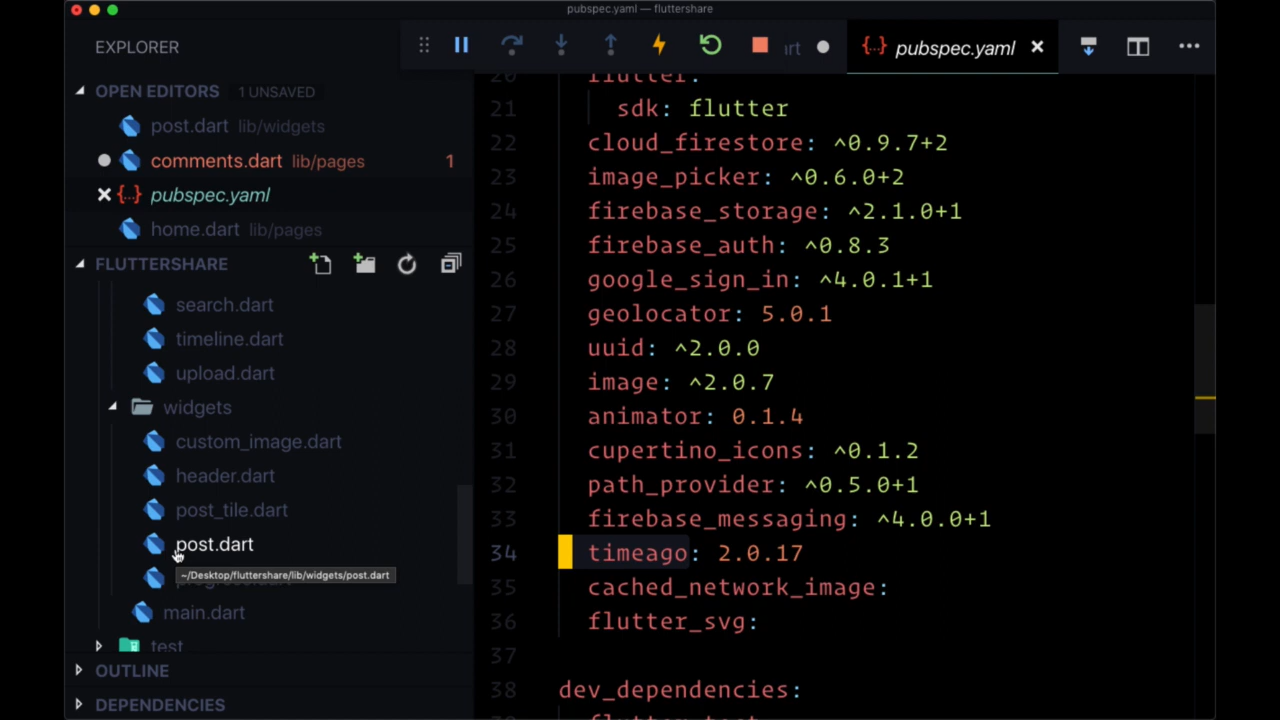 pubspec.yaml — fluttershare
EXPLORER
OPEN EDITORS 1 UNSAVED
post.dart lib/widgets
comments.dart lib/pages 1
pubspec.yaml
home.dart lib/pages
FLUTTERSHARE
search.dart
timeline.dart
upload.dart
widgets
custom_image.dart
header.dart
post_tile.dart
post.dart
~/Desktop/fluttershare/lib/widgets/post.dart
main.dart
test
OUTLINE
DEPENDENCIES
rt
{..} pubspec.yaml
20 flutter:
21 sdk: flutter
22 cloud_firestore: ^0.9.7+2
23 image_picker: ^0.6.0+2
24 firebase_storage: ^2.1.0+1
25 firebase_auth: ^0.8.3
26 google_sign_in: ^4.0.1+1
27 geolocator: 5.0.1
28 uuid: ^2.0.0
29 image: ^2.0.7
30 animator: 0.1.4
31 cupertino_icons: ^0.1.2
32 path_provider: ^0.5.0+1
33 firebase_messaging: ^4.0.0+1
34 timeago: 2.0.17
35 cached_network_image:
36 flutter_svg:
37
38 dev_dependencies: